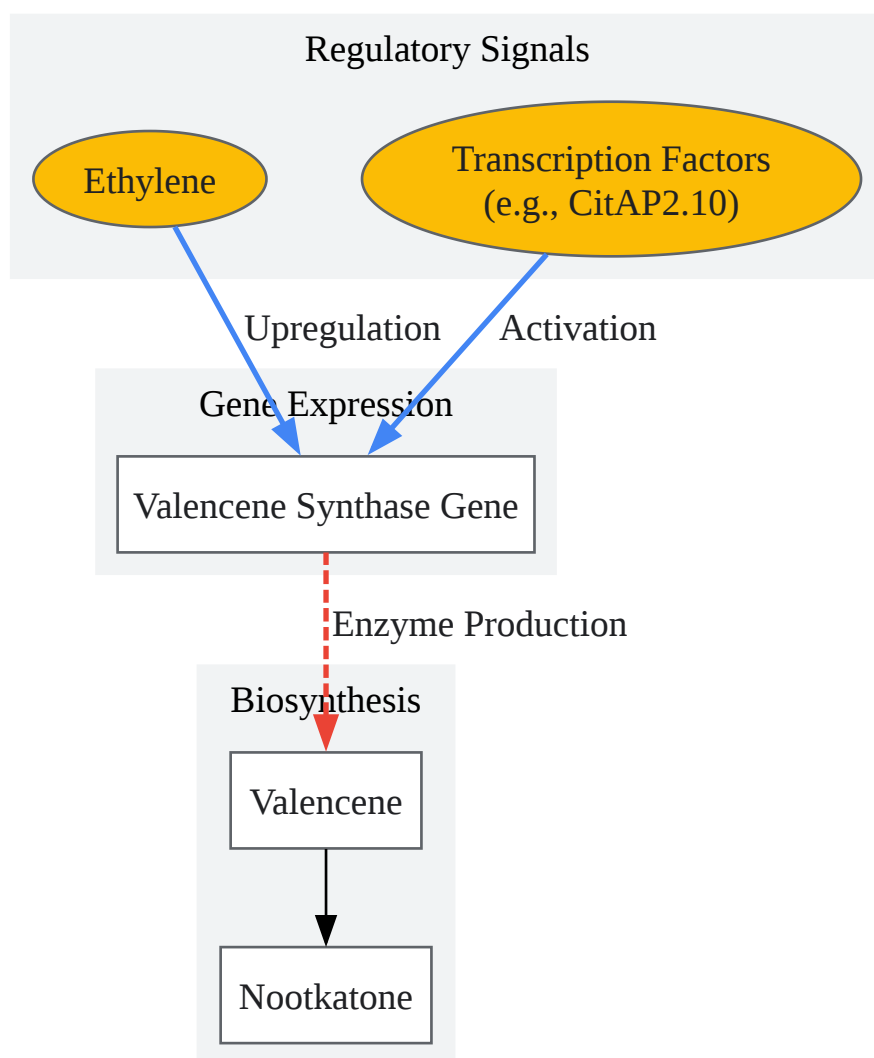 Regulatory Signals
Ethylene
Transcription Factors
(e.g., CitAP2.10)
Upregulation
Activation
Gene Expression
Valencene Synthase Gene
Enzyme Production
Biosynthesis
Valencene
Nootkatone